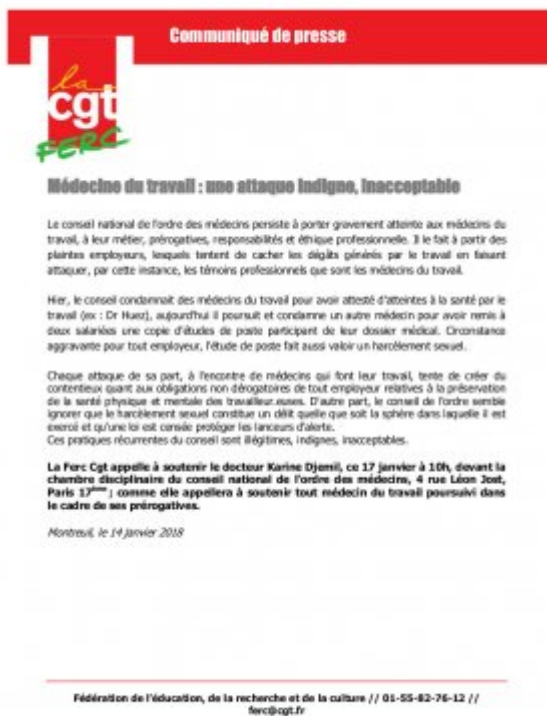 Communiqué de presse
la
cgt
FERC
Médecine du travail : une attaque indigne, inacceptable
Le conseil national de l'ordre des médecins persiste à porter gravement atteinte aux médecins du
travail, à leur métier, prérogatives, responsabilités et éthique professionnelle. Il le fait à partir des
plaintes employeurs, lesquels tentent de cacher les dégâts générés par le travail en faisant
attaquer, par cette instance, les témoins professionnels que sont les médecins du travail.
Hier, le conseil condamnait des médecins du travail pour avoir attesté d'atteintes à la santé par le
travail (ex : Dr Huez), aujourd'hui il poursuit et condamne un autre médecin pour avoir remis à
deux salariées une copie d'études de poste participant de leur dossier médical. Circonstance
aggravante pour tout employeur, l'étude de poste fait aussi valoir un harcèlement sexuel.
Chaque attaque de sa part, à l'encontre de médecins qui font leur travail, tente de créer du
contentieux quant aux obligations non dérogatoires de tout employeur relatives à la préservation
de la santé physique et mentale des travailleur.euses. D'autre part, le conseil de l'ordre semble
ignorer que le harcèlement sexuel constitue un délit quelle que soit la sphère dans laquelle il est
exercé et qu'une loi est censée protéger les lanceurs d'alerte.
Ces pratiques récurrentes du conseil sont illégitimes, indignes, inacceptables.
La Ferc Cgt appelle à soutenir le docteur Karine Djemil, ce 17 janvier à 10h, devant la
chambre disciplinaire du conseil national de l'ordre des médecins, 4 rue Léon Jost,
Paris 17ème ; comme elle appellera à soutenir tout médecin du travail poursuivi dans
le cadre de ses prérogatives.
Montreuil, le 14 janvier 2018
Fédération de l'éducation, de la recherche et de la culture // 01-55-82-76-12 //
ferc@cgt.fr